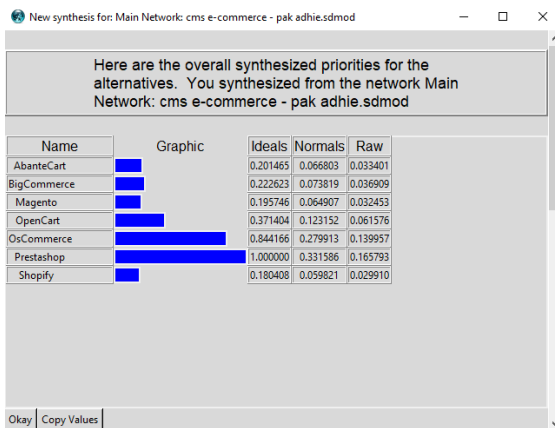 New synthesis for: Main Network: cms e-commerce - pak adhie.sdmod
Here are the overall synthesized priorities for the
alternatives. You synthesized from the network Main
Network: cms e-commerce - pak adhie.sdmod
Name Graphic Ideals Normals Raw
AbanteCart 0.201465 0.066803 0.033401
BigCommerce 0.222623 0.073819 0.036909
Magento 0.195746 0.064907 0.032453
OpenCart 0.371404 0.123152 0.061576
OsCommerce 0.844166 0.279913 0.139957
Prestashop 1.000000 0.331586 0.165793
Shopify 0.180408 0.059821 0.029910
Okay Copy Values